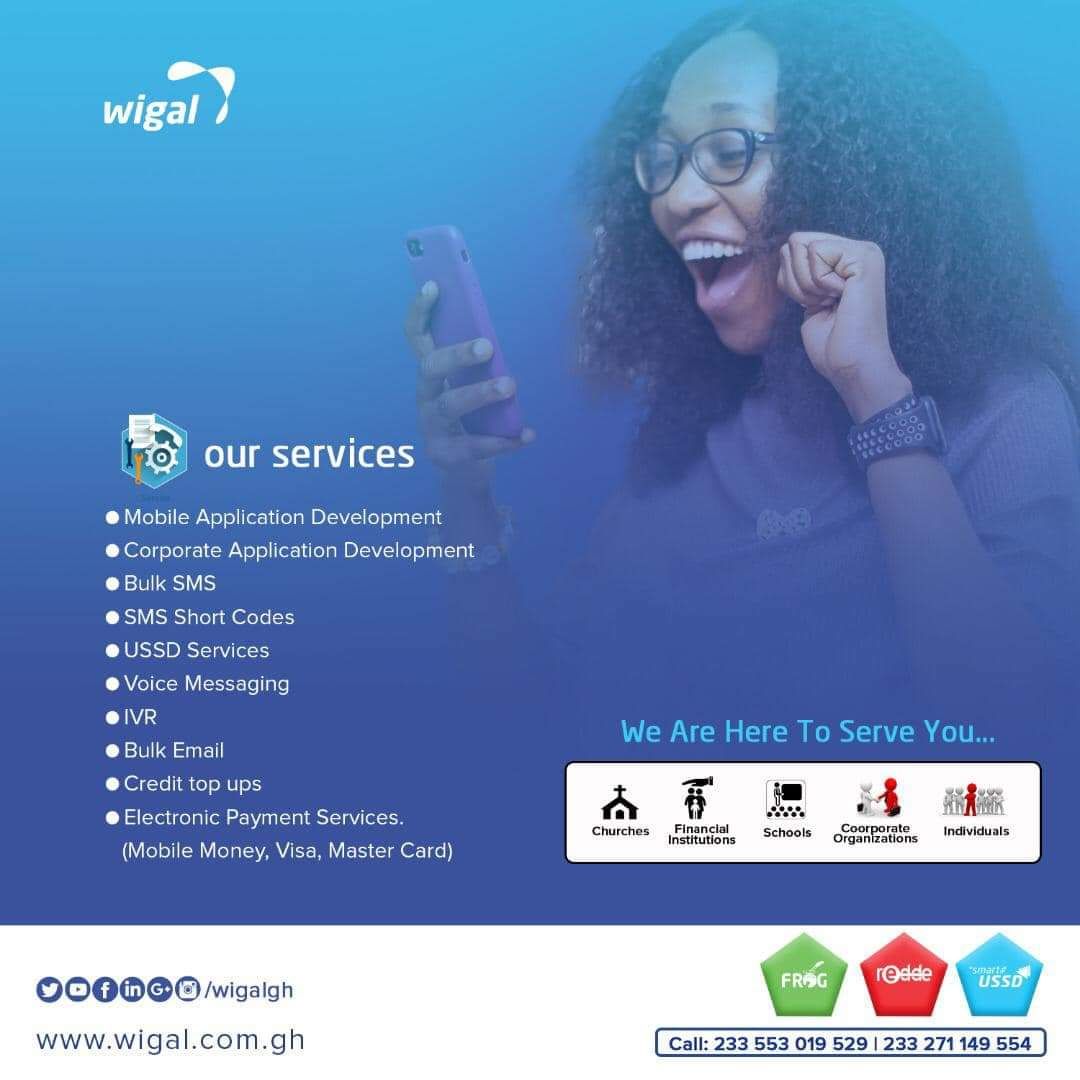 wigal
our services
Mobile Application Development
Corporate Application Development
Bulk SMS
SMS Short Codes
USSD Services
Voice Messaging
IVR
Bulk Email
Credit top ups
Electronic Payment Services.
(Mobile Money, Visa, Master Card)
We Are Here To Serve You...
Churches
Financial Institutions
Schools
Coorporate Organizations
Individuals
/wigalgh
www.wigal.com.gh
FROG
redde
*smart#
USSD
Call: 233 553 019 529 | 233 271 149 554